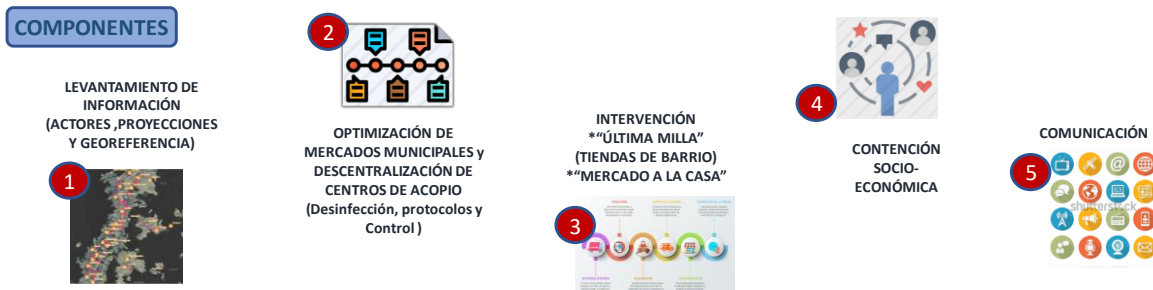 COMPONENTES
1
LEVANTAMIENTO DE
INFORMACIÓN
(ACTORES ,PROYECCIONES
Y GEOREFERENCIA)
2
OPTIMIZACIÓN DE
MERCADOS MUNICIPALES y
DESCENTRALIZACIÓN DE
CENTROS DE ACOPIO
(Desinfección, protocolos y
Control )
INTERVENCIÓN
*“ÚLTIMA MILLA”
(TIENDAS DE BARRIO)
*“MERCADO A LA CASA”
3
4
CONTENCIÓN
SOCIO-
ECONÓMICA
COMUNICACIÓN
5
shutterstock